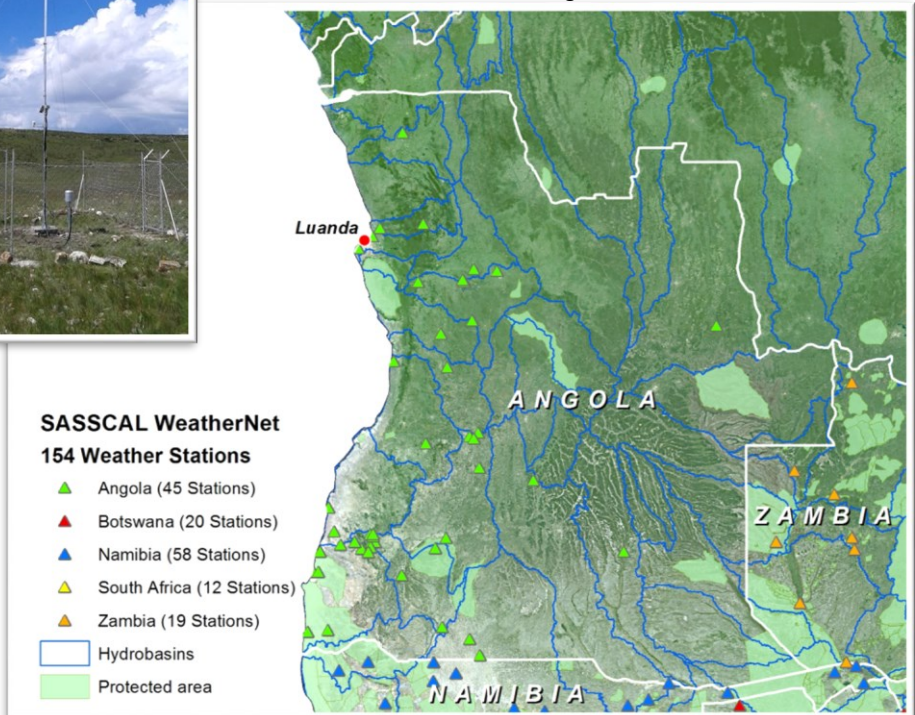 Luanda
ANGOLA
SASSCAL WeatherNet
154 Weather Stations
Angola (45 Stations)
Botswana (20 Stations)
Namibia (58 Stations)
South Africa (12 Stations)
Zambia (19 Stations)
Hydrobasins
Protected area
ZAMBIA
NAMIBIA